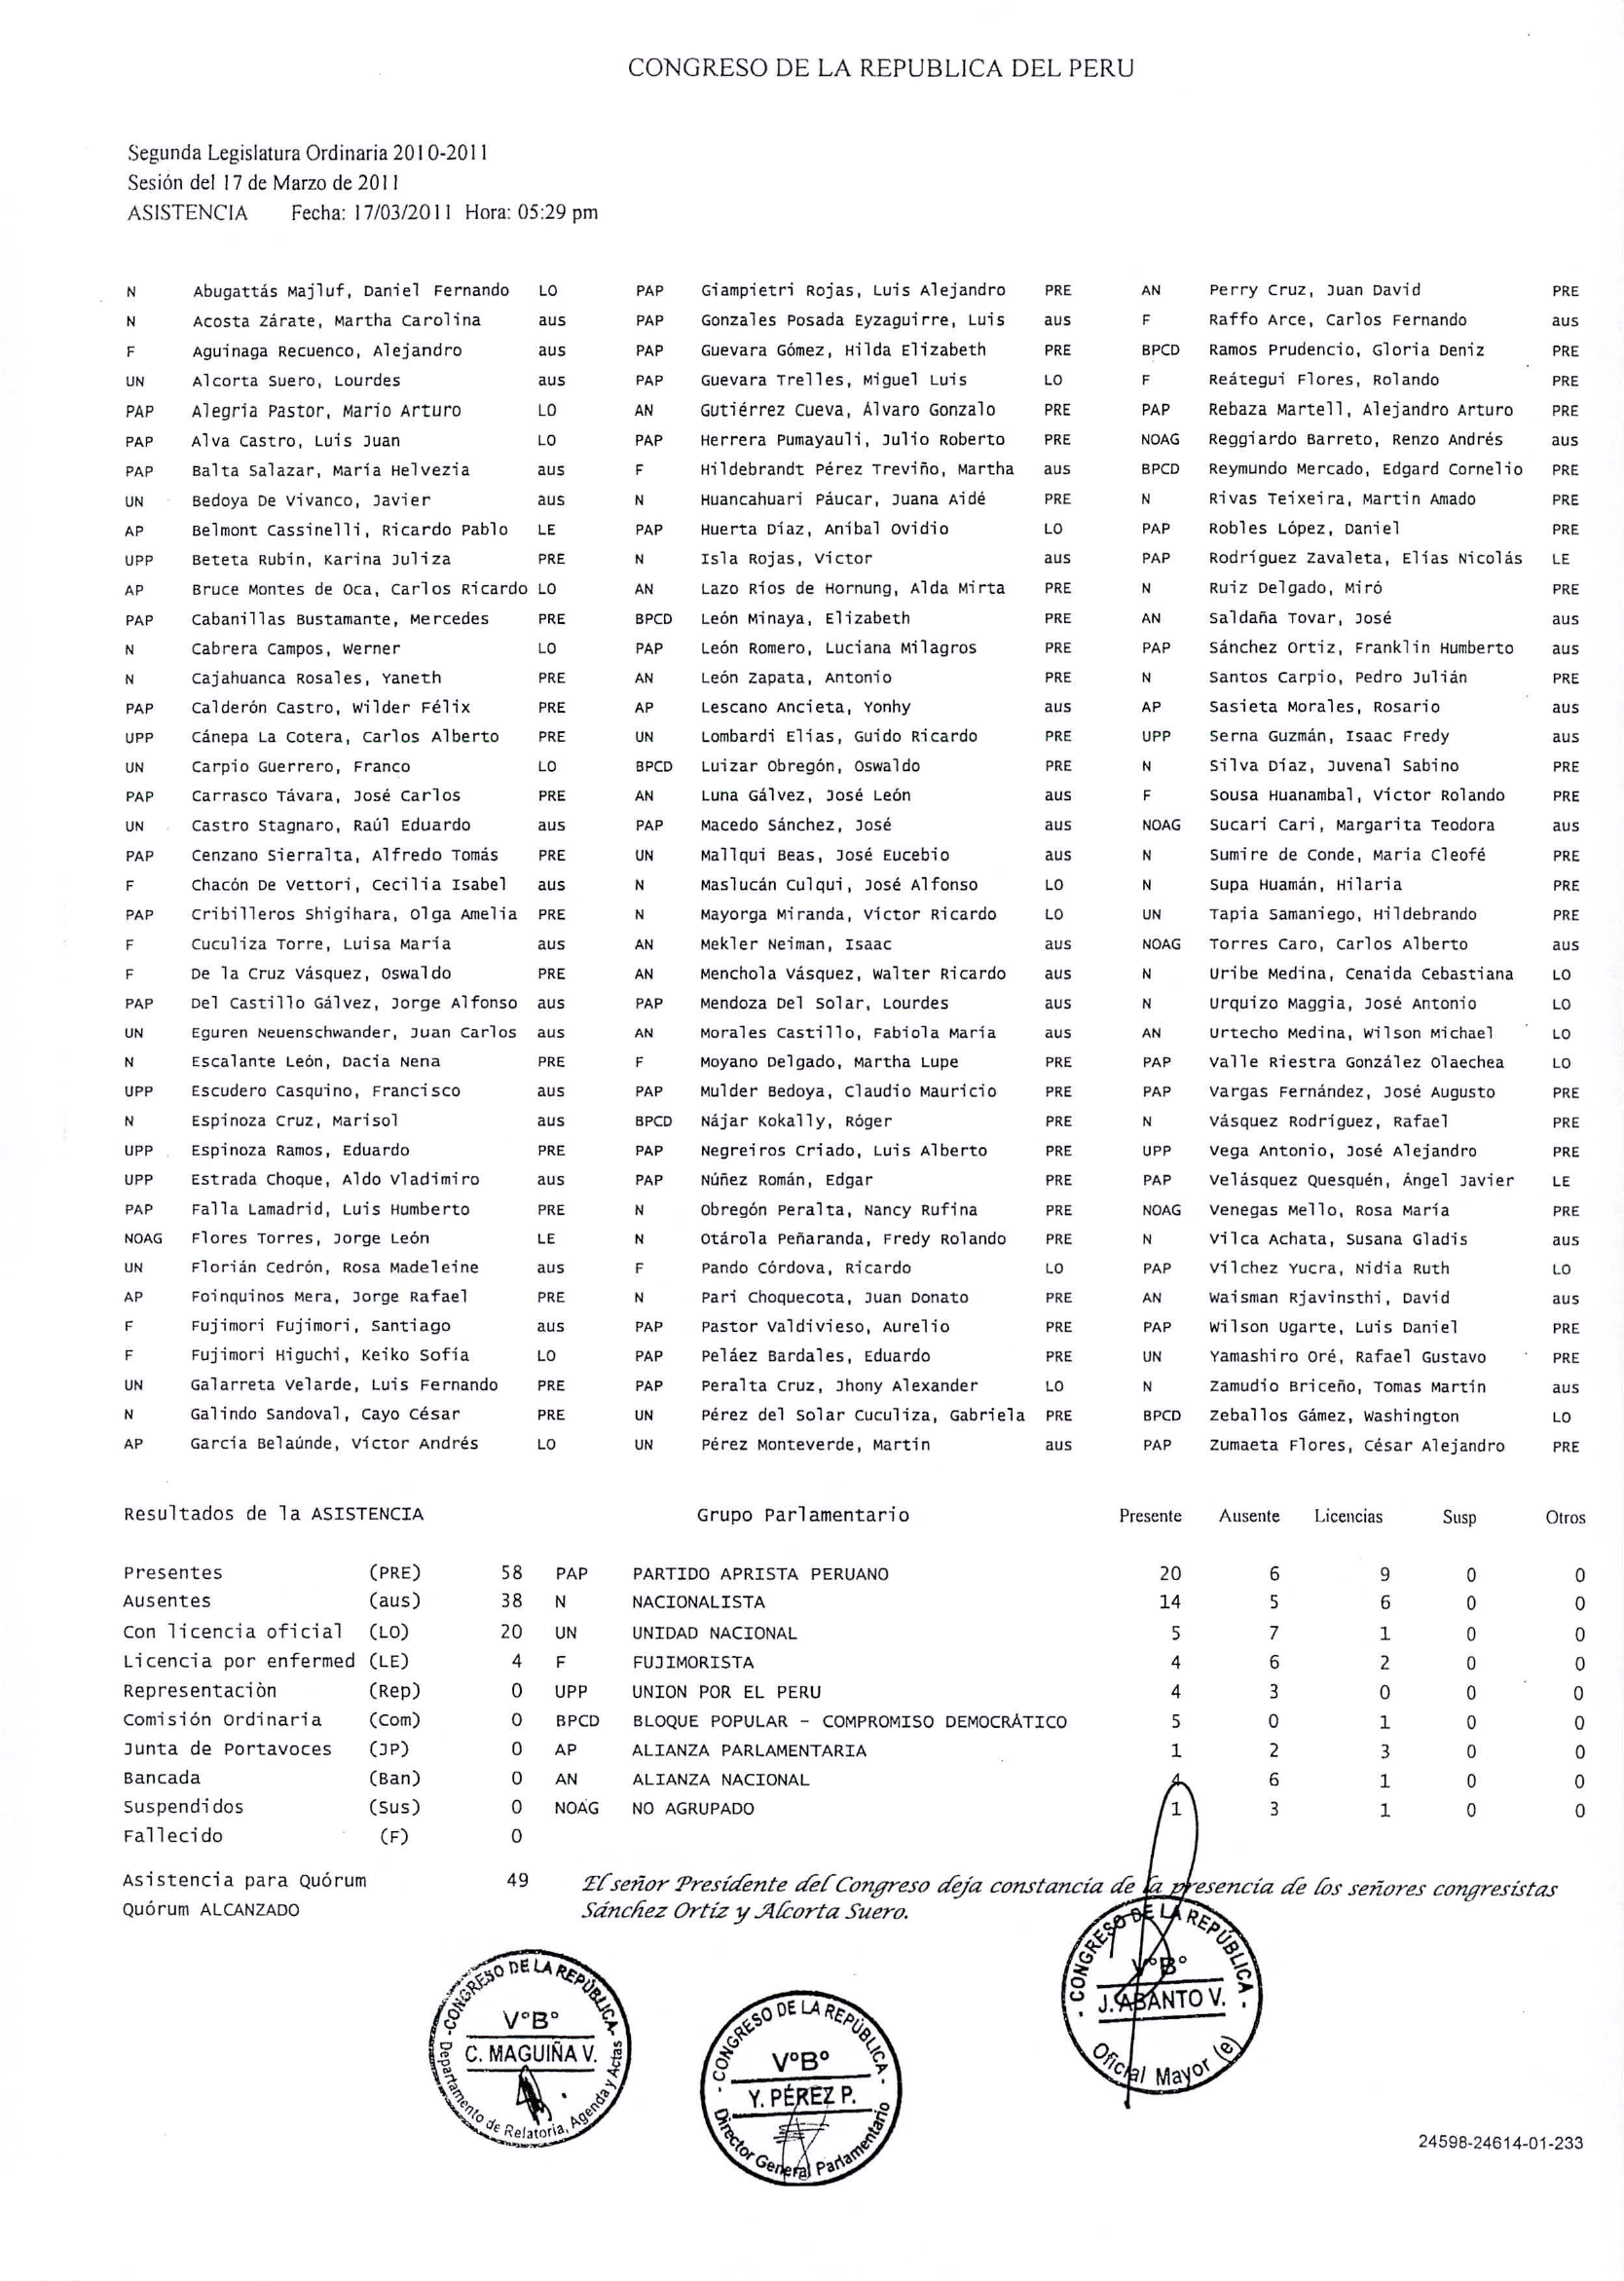 CONGRESO DE LA REPUBLICA DEL PERU
Segunda Legislatura Ordinaria 2010-2011
Sesión del 17 de Marzo de 2011
ASISTENCIA Fecha: 17/03/2011 Hora: 05:29 pm
N Abugattás Majluf, Daniel Fernando LO PAP Giampietri Rojas, Luis Alejandro PRE AN Perry Cruz, Juan David PRE
N Acosta Zárate, Martha Carolina aus PAP Gonzales Posada Eyzaguirre, Luis aus F Raffo Arce, Carlos Fernando aus
F Aguinaga Recuenco, Alejandro aus PAP Guevara Gómez, Hilda Elizabeth PRE BPCD Ramos Prudencio, Gloria Deniz PRE
UN Alcorta Suero, Lourdes aus PAP Guevara Trelles, Miguel Luis LO F Reátegui Flores, Rolando PRE
PAP Alegría Pastor, Mario Arturo LO AN Gutiérrez Cueva, Álvaro Gonzalo PRE PAP Rebaza Martell, Alejandro Arturo PRE
PAP Alva Castro, Luis Juan LO PAP Herrera Pumayauli, Julio Roberto PRE NOAG Reggiardo Barreto, Renzo Andrés aus
PAP Balta Salazar, María Helvezia aus F Hildebrandt Pérez Treviño, Martha aus BPCD Reymundo Mercado, Edgard Cornelio PRE
UN Bedoya De Vivanco, Javier aus N Huancahuari Páucar, Juana Aidé PRE N Rivas Teixeira, Martin Amado PRE
AP Belmont Cassinelli, Ricardo Pablo LE PAP Huerta Díaz, Aníbal Ovidio LO PAP Robles López, Daniel PRE
UPP Beteta Rubín, Karina Juliza PRE N Isla Rojas, Víctor aus PAP Rodríguez Zavaleta, Elías Nicolás LE
AP Bruce Montes de Oca, Carlos Ricardo LO AN Lazo Ríos de Hornung, Alda Mirta PRE N Ruiz Delgado, Miró PRE
PAP Cabanillas Bustamante, Mercedes PRE BPCD León Minaya, Elizabeth PRE AN Saldaña Tovar, José aus
N Cabrera Campos, Werner LO PAP León Romero, Luciana Milagros PRE PAP Sánchez Ortiz, Franklin Humberto aus
N Cajahuanca Rosales, Yaneth PRE AN León Zapata, Antonio PRE N Santos Carpio, Pedro Julián PRE
PAP Calderón Castro, Wilder Félix PRE AP Lescano Ancieta, Yonhy aus AP Sasieta Morales, Rosario aus
UPP Cánepa La Cotera, Carlos Alberto PRE UN Lombardi Elías, Guido Ricardo PRE UPP Serna Guzmán, Isaac Fredy aus
UN Carpio Guerrero, Franco LO BPCD Luizar Obregón, Oswaldo PRE N Silva Díaz, Juvenal Sabino PRE
PAP Carrasco Távara, José Carlos PRE AN Luna Gálvez, José León aus F Sousa Huanambal, Víctor Rolando PRE
UN Castro Stagnaro, Raúl Eduardo aus PAP Macedo Sánchez, José aus NOAG Sucari Cari, Margarita Teodora aus
PAP Cenzano Sierralta, Alfredo Tomás PRE UN Mallqui Beas, José Eucebio aus N Sumire de Conde, María Cleofé PRE
F Chacón De Vettori, Cecilia Isabel aus N Maslucán Culqui, José Alfonso LO N Supa Huamán, Hilaria PRE
PAP Cribilleros Shigihara, Olga Amelia PRE N Mayorga Miranda, Víctor Ricardo LO UN Tapia Samaniego, Hildebrando PRE
F Cuculiza Torre, Luisa María aus AN Mekler Neiman, Isaac aus NOAG Torres Caro, Carlos Alberto aus
F De la Cruz Vásquez, Oswaldo PRE AN Menchola Vásquez, Walter Ricardo aus N Uribe Medina, Cenaida Cebastiana LO
PAP Del Castillo Gálvez, Jorge Alfonso aus PAP Mendoza Del Solar, Lourdes aus N Urquizo Maggia, José Antonio LO
UN Eguren Neuenschwander, Juan Carlos aus AN Morales Castillo, Fabiola María aus AN Urtecho Medina, Wilson Michael LO
N Escalante León, Dacia Nena PRE F Moyano Delgado, Martha Lupe PRE PAP Valle Riestra González Olaechea LO
UPP Escudero Casquino, Francisco aus PAP Mulder Bedoya, Claudio Mauricio PRE PAP Vargas Fernández, José Augusto PRE
N Espinoza Cruz, Marisol aus BPCD Nájar Kokally, Róger PRE N Vásquez Rodríguez, Rafael PRE
UPP Espinoza Ramos, Eduardo PRE PAP Negreiros Criado, Luis Alberto PRE UPP Vega Antonio, José Alejandro PRE
UPP Estrada Choque, Aldo Vladimiro aus PAP Núñez Román, Edgar PRE PAP Velásquez Quesquén, Ángel Javier LE
PAP Falla Lamadrid, Luis Humberto PRE N Obregón Peralta, Nancy Rufina PRE NOAG Venegas Mello, Rosa María PRE
NOAG Flores Torres, Jorge León LE N Otárola Peñaranda, Fredy Rolando PRE N Vilca Achata, Susana Gladis aus
UN Florián Cedrón, Rosa Madeleine aus F Pando Córdova, Ricardo LO PAP Vílchez Yucra, Nidia Ruth LO
AP Foinquinos Mera, Jorge Rafael PRE N Pari Choquecota, Juan Donato PRE AN Waisman Rjavinsthi, David aus
F Fujimori Fujimori, Santiago aus PAP Pastor Valdivieso, Aurelio PRE PAP Wilson Ugarte, Luis Daniel PRE
F Fujimori Higuchi, Keiko Sofía LO PAP Peláez Bardales, Eduardo PRE UN Yamashiro Oré, Rafael Gustavo PRE
UN Galarreta Velarde, Luis Fernando PRE PAP Peralta Cruz, Jhony Alexander LO N Zamudio Briceño, Tomas Martín aus
N Galindo Sandoval, Cayo César PRE UN Pérez del Solar Cuculiza, Gabriela PRE BPCD Zeballos Gámez, Washington LO
AP García Belaúnde, Víctor Andrés LO UN Pérez Monteverde, Martín aus PAP Zumaeta Flores, César Alejandro PRE
Resultados de la ASISTENCIA Grupo Parlamentario Presente Ausente Licencias Susp Otros
Presentes (PRE) 58 PAP PARTIDO APRISTA PERUANO 20 6 9 0 0
Ausentes (aus) 38 N NACIONALISTA 14 5 6 0 0
Con licencia oficial (LO) 20 UN UNIDAD NACIONAL 5 7 1 0 0
Licencia por enfermed (LE) 4 F FUJIMORISTA 4 6 2 0 0
Representaciòn (Rep) 0 UPP UNION POR EL PERU 4 3 0 0 0
Comisión Ordinaria (Com) 0 BPCD BLOQUE POPULAR - COMPROMISO DEMOCRÁTICO 5 0 1 0 0
Junta de Portavoces (JP) 0 AP ALIANZA PARLAMENTARIA 1 2 3 0 0
Bancada (Ban) 0 AN ALIANZA NACIONAL 4 6 1 0 0
Suspendidos (Sus) 0 NOAG NO AGRUPADO 1 3 1 0 0
Fallecido (F) 0
Asistencia para Quórum 49 El señor Presidente del Congreso deja constancia de la presencia de los señores congresistas
Quórum ALCANZADO Sánchez Ortiz y Alcorta Suero.
- CONGRESO DE LA REPÚBLICA -
V°B°
J. ABANTO V.
Oficial Mayor (e)
- CONGRESO DE LA REPÚBLICA -
V°B°
C. MAGUIÑA V.
Departamento de Relatoría, Agenda y Actas
- CONGRESO DE LA REPÚBLICA -
V°B°
Y. PÉREZ P.
Director General Parlamentario
24598-24614-01-233